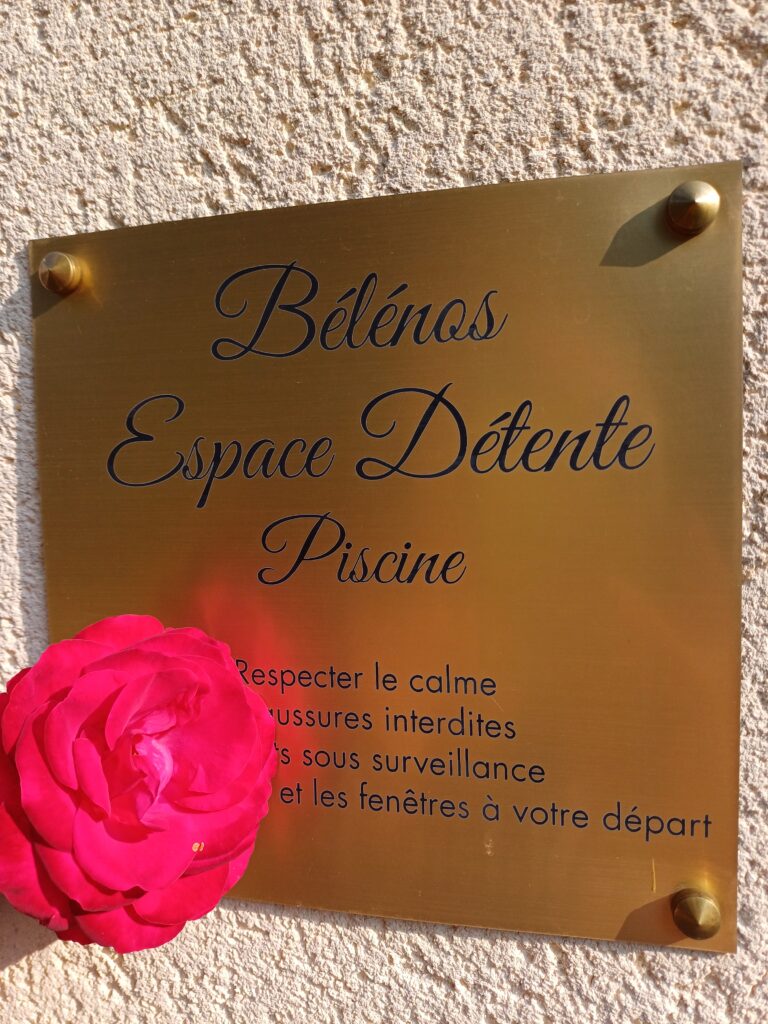 Bélénos
Espace Détente
Piscine
Respecter le calme
interdites
sous surveillance
et les fenêtres à votre départ